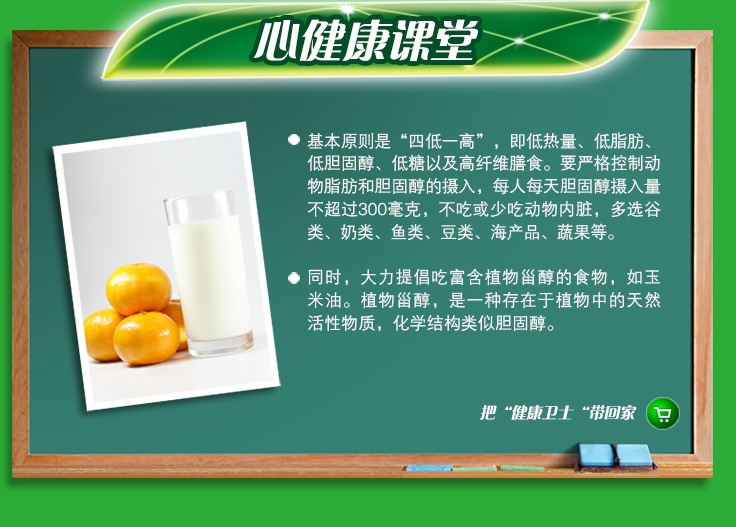 心健康课堂
基本原则是“四低一高”，即低热量、低脂肪、
低胆固醇、低糖以及高纤维膳食。要严格控制动
物脂肪和胆固醇的摄入，每人每天胆固醇摄入量
不超过300毫克，不吃或少吃动物内脏，多选谷
类、奶类、鱼类、豆类、海产品、蔬果等。
同时，大力提倡吃富含植物甾醇的食物，如玉
米油。植物甾醇，是一种存在于植物中的天然
活性物质，化学结构类似胆固醇。
把“健康卫士“带回家